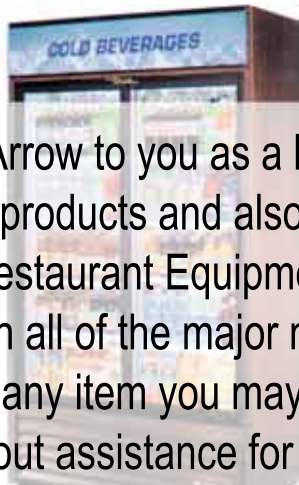 COLD BEVERAGES
Arrow to you as a
products and also
estaurant Equipme
all of the major
any item you may
out assistance for